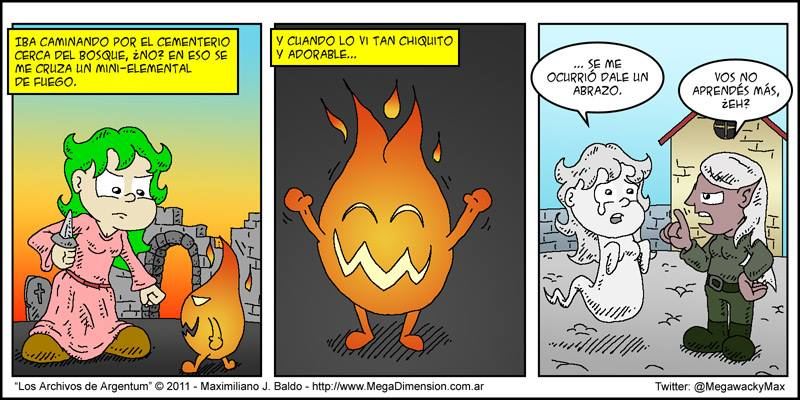 IBA CAMINANDO POR EL CEMENTERIO
CERCA DEL BOSQUE, ¿NO? EN ESO SE
ME CRUZA UN MINI-ELEMENTAL
DE FUEGO.
Y CUANDO LO VI TAN CHIQUITO
Y ADORABLE...
... SE ME
OCURRIÓ DALE UN
ABRAZO.
VOS NO
APRENDÉS MÁS,
¿EH?
"Los Archivos de Argentum" © 2011 - Maximiliano J. Baldo - http://www.MegaDimension.com.ar
Twitter: @MegawackyMax